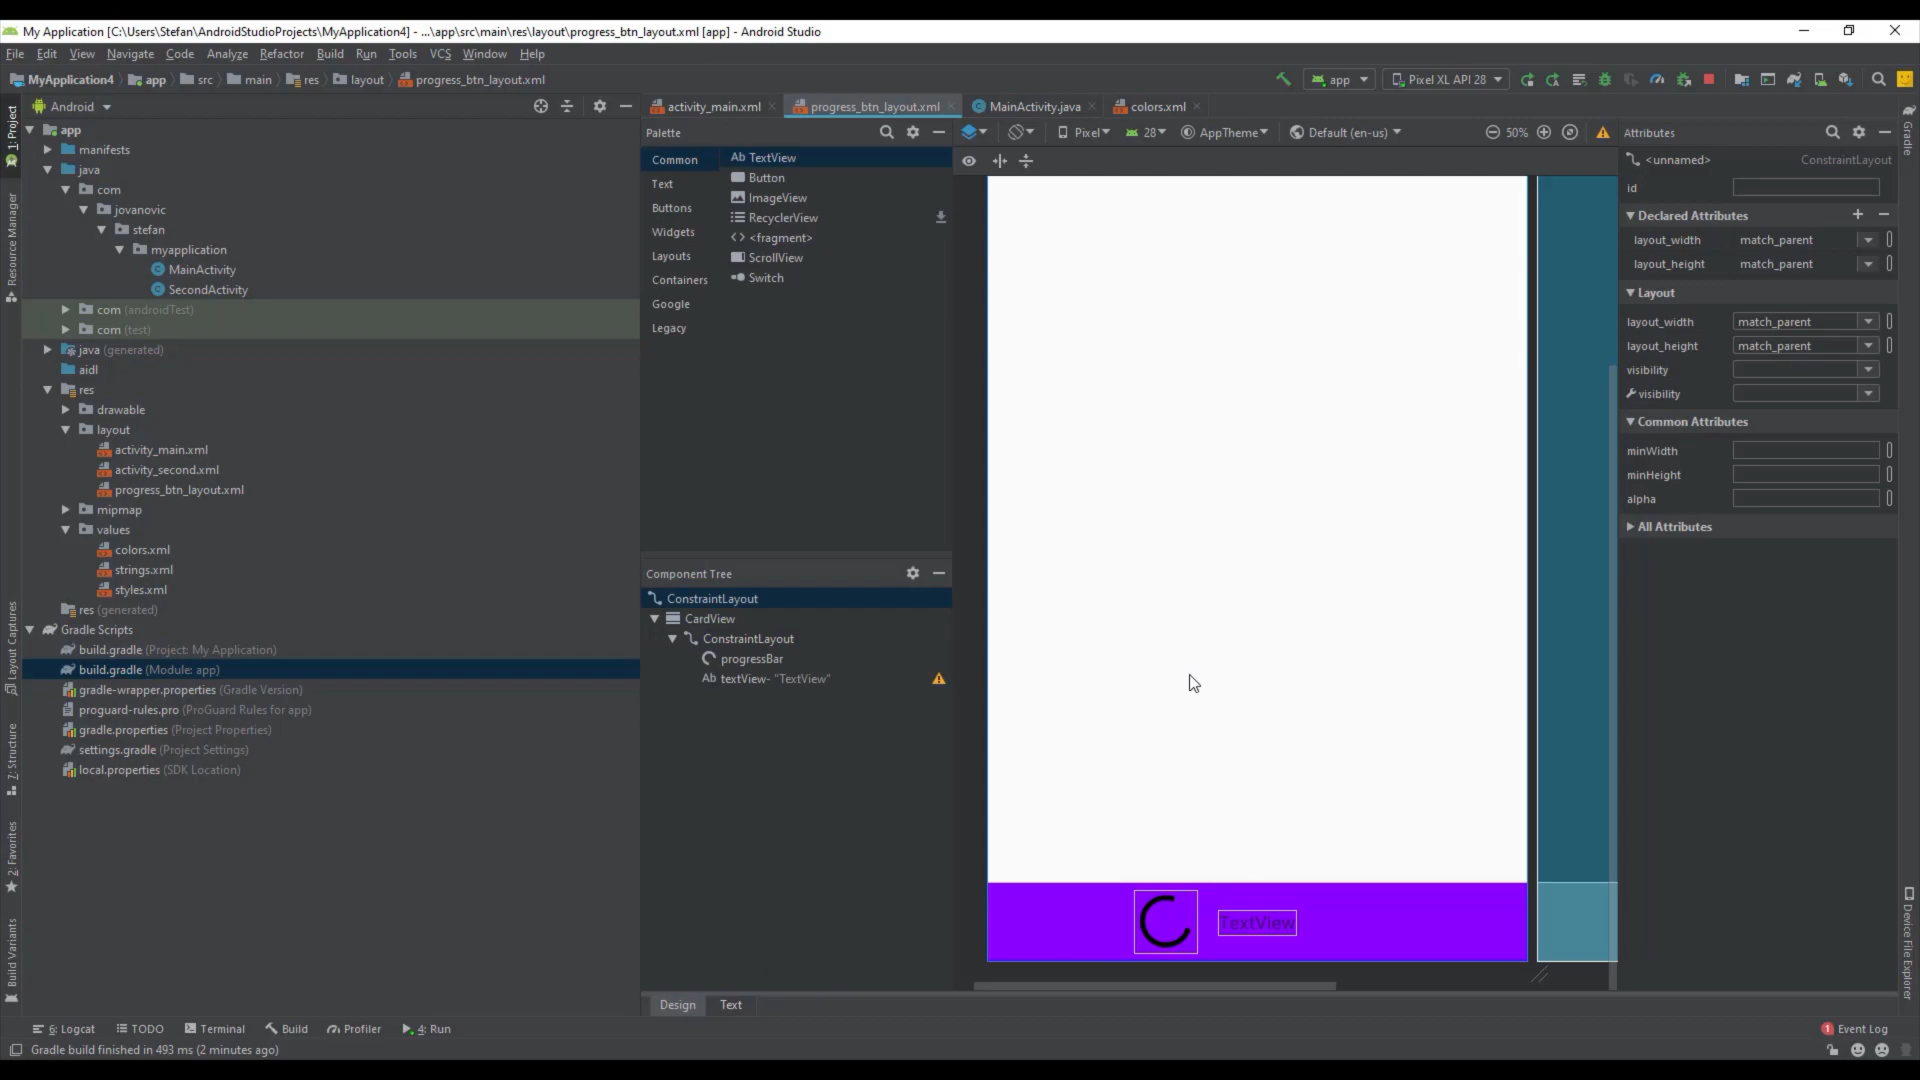 My Application [C:\Users\Stefan\AndroidStudioProjects\MyApplication4] - ...\app\src\main\res\layout\progress_btn_layout.xml [app] - Android Studio
File Edit View Navigate Code Analyze Refactor Build Run Tools VCS Window Help
MyApplication4 app src main res layout progress_btn_layout.xml
app Pixel XL API 28
1: Project
Resource Manager
Layout Captures
7: Structure
2: Favorites
Build Variants
Android
app
manifests
java
com
jovanovic
stefan
myapplication
MainActivity
SecondActivity
com (androidTest)
com (test)
java (generated)
aidl
res
drawable
layout
activity_main.xml
activity_second.xml
progress_btn_layout.xml
mipmap
values
colors.xml
strings.xml
styles.xml
res (generated)
Gradle Scripts
build.gradle (Project: My Application)
build.gradle (Module: app)
gradle-wrapper.properties (Gradle Version)
proguard-rules.pro (ProGuard Rules for app)
gradle.properties (Project Properties)
settings.gradle (Project Settings)
local.properties (SDK Location)
activity_main.xml progress_btn_layout.xml MainActivity.java colors.xml
Palette
Common
Text
Buttons
Widgets
Layouts
Containers
Google
Legacy
Ab TextView
Button
ImageView
RecyclerView
<fragment>
ScrollView
Switch
Component Tree
ConstraintLayout
CardView
ConstraintLayout
progressBar
Ab textView- "TextView"
Design Text
Pixel 28 AppTheme Default (en-us) 50%
TextView
Attributes
<unnamed> ConstraintLayout
id
Declared Attributes
layout_width match_parent
layout_height match_parent
Layout
layout_width match_parent
layout_height match_parent
visibility
visibility
Common Attributes
minWidth
minHeight
alpha
All Attributes
Gradle
Device File Explorer
6: Logcat TODO Terminal Build Profiler 4: Run
1 Event Log
Gradle build finished in 493 ms (2 minutes ago)